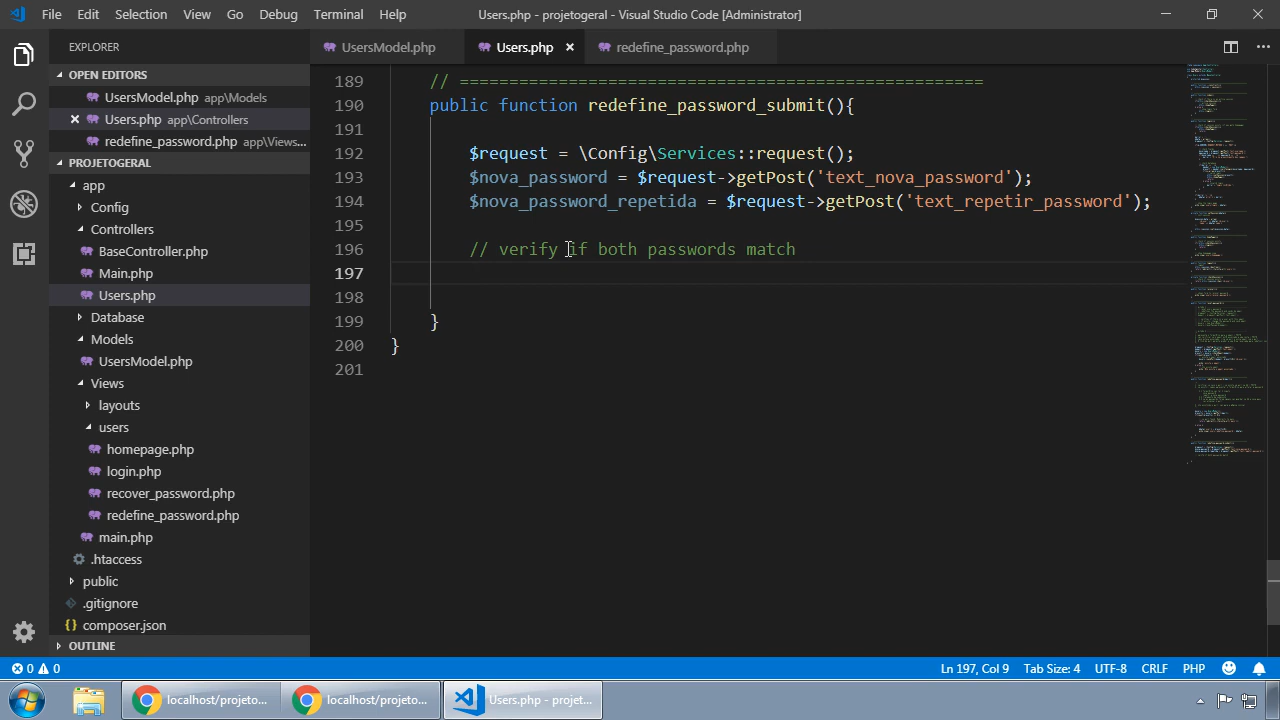 File Edit Selection View Go Debug Terminal Help Users.php - projetogeral - Visual Studio Code [Administrator]
EXPLORER
UsersModel.php Users.php redefine_password.php
OPEN EDITORS
UsersModel.php app\Models
Users.php app\Controllers
redefine_password.php app\Views...
PROJETOGERAL
app
Config
Controllers
BaseController.php
Main.php
Users.php
Database
Models
UsersModel.php
Views
layouts
users
homepage.php
login.php
recover_password.php
redefine_password.php
main.php
.htaccess
public
.gitignore
composer.json
OUTLINE
189 // =====================================================
190 public function redefine_password_submit(){
191
192 $request = \Config\Services::request();
193 $nova_password = $request->getPost('text_nova_password');
194 $nova_password_repetida = $request->getPost('text_repetir_password');
195
196 // verify if both passwords match
197
198
199 }
200 }
201
0 0 Ln 197, Col 9 Tab Size: 4 UTF-8 CRLF PHP
localhost/projeto... localhost/projeto... Users.php - projet...